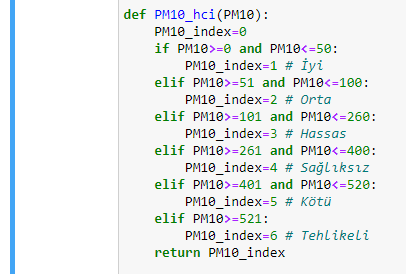 def PM10_hci(PM10):
    PM10_index=0
    if PM10>=0 and PM10<=50:
        PM10_index=1 # İyi
    elif PM10>=51 and PM10<=100:
        PM10_index=2 # Orta
    elif PM10>=101 and PM10<=260:
        PM10_index=3 # Hassas
    elif PM10>=261 and PM10<=400:
        PM10_index=4 # Sağlıksız
    elif PM10>=401 and PM10<=520:
        PM10_index=5 # Kötü
    elif PM10>=521:
        PM10_index=6 # Tehlikeli
    return PM10_index